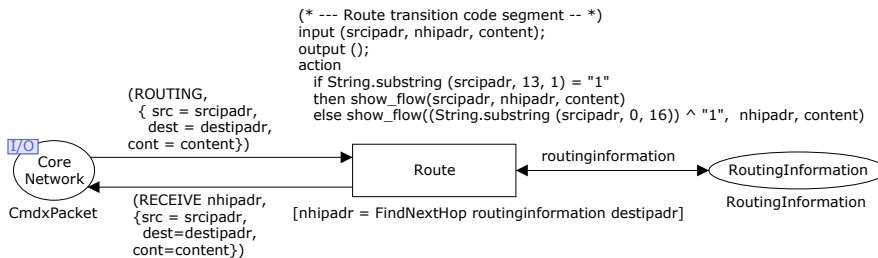 (* --- Route transition code segment -- *)
input (srcipadr, nhipadr, content);
output ();
action
if String.substring (srcipadr, 13, 1) = "1"
then show_flow(srcipadr, nhipadr, content)
else show_flow((String.substring (srcipadr, 0, 16)) ^ "1", nhipadr, content)
(ROUTING,
{ src = srcipadr,
dest = destipadr,
cont = content})
I/O
Core
Network
CmdxPacket
(RECEIVE nhipadr,
{src = srcipadr,
dest=destipadr,
cont=content})
Route
[nhipadr = FindNextHop routinginformation destipadr]
routinginformation
RoutingInformation
RoutingInformation